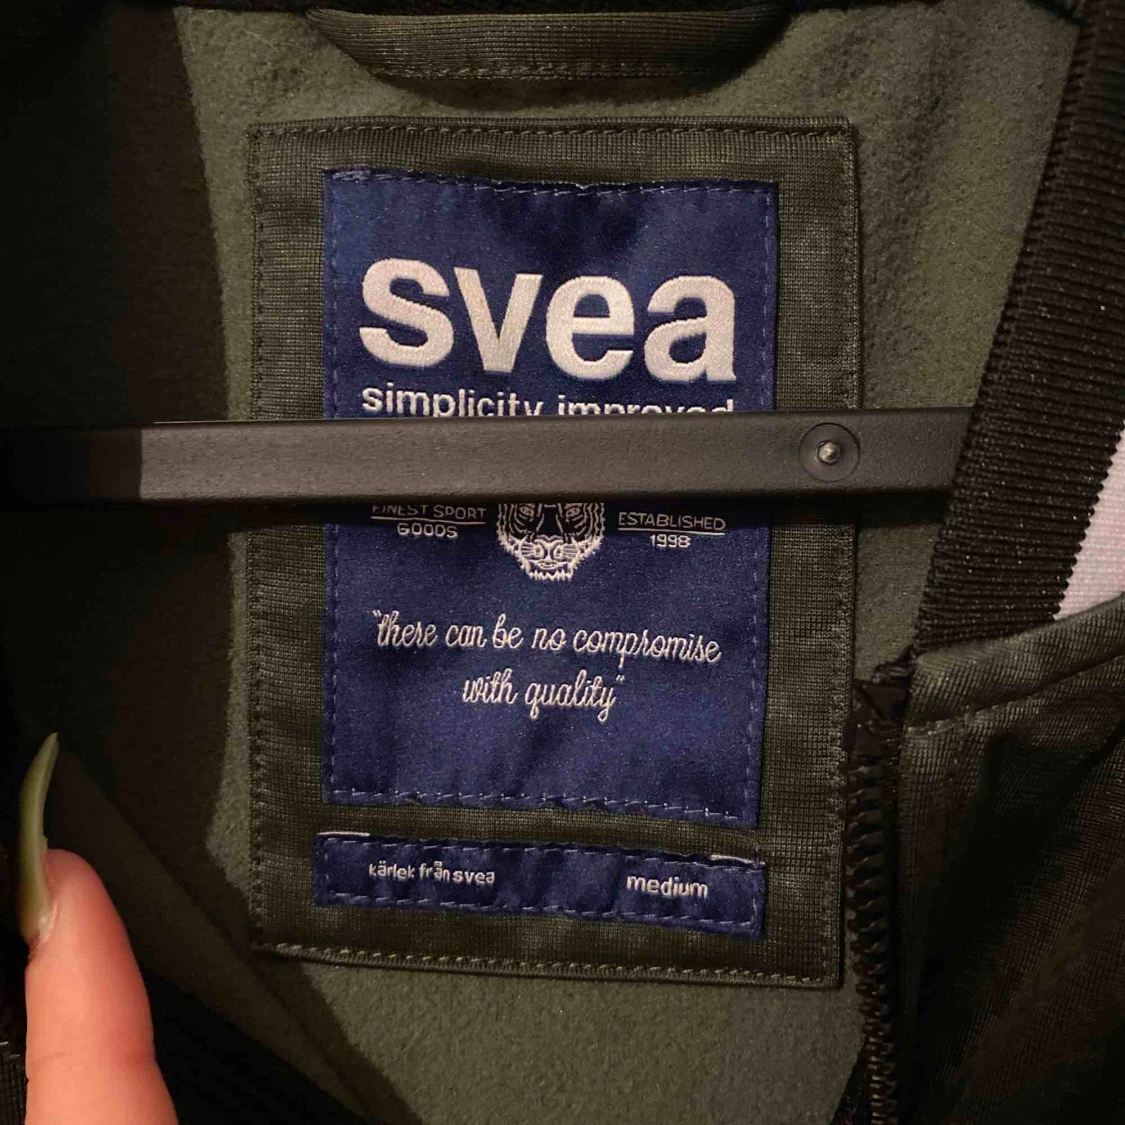 svea
simplicity improved
FINEST SPORT
GOODS
ESTABLISHED
1998
"there can be no compromise
with quality"
kärlek från svea
medium